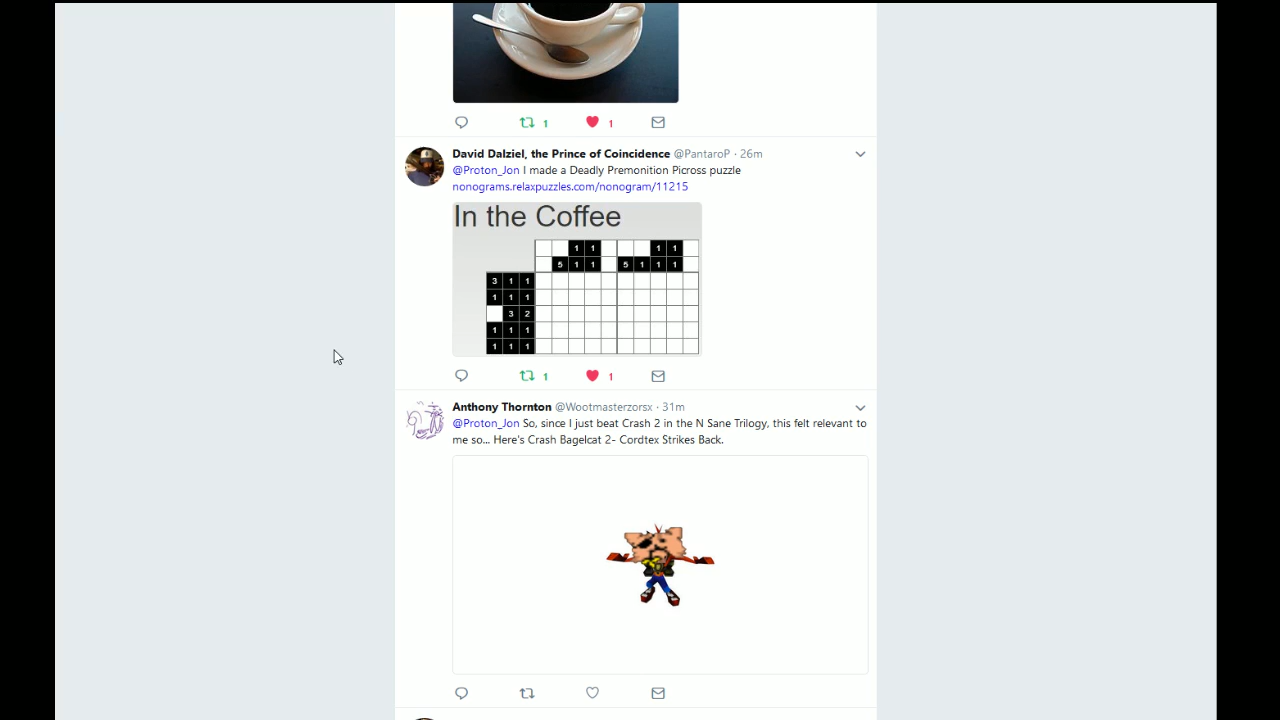 1 1
David Dalziel, the Prince of Coincidence @PantaroP · 26m
@Proton_Jon I made a Deadly Premonition Picross puzzle
nonograms.relaxpuzzles.com/nonogram/11215
In the Coffee
1 1 1 1
5 1 1 5 1 1 1
3 1 1
1 1 1
3 2
1 1 1
1 1 1
1 1
Anthony Thornton @Wootmasterzorsx · 31m
@Proton_Jon So, since I just beat Crash 2 in the N Sane Trilogy, this felt relevant to
me so... Here's Crash Bagelcat 2- Cordtex Strikes Back.